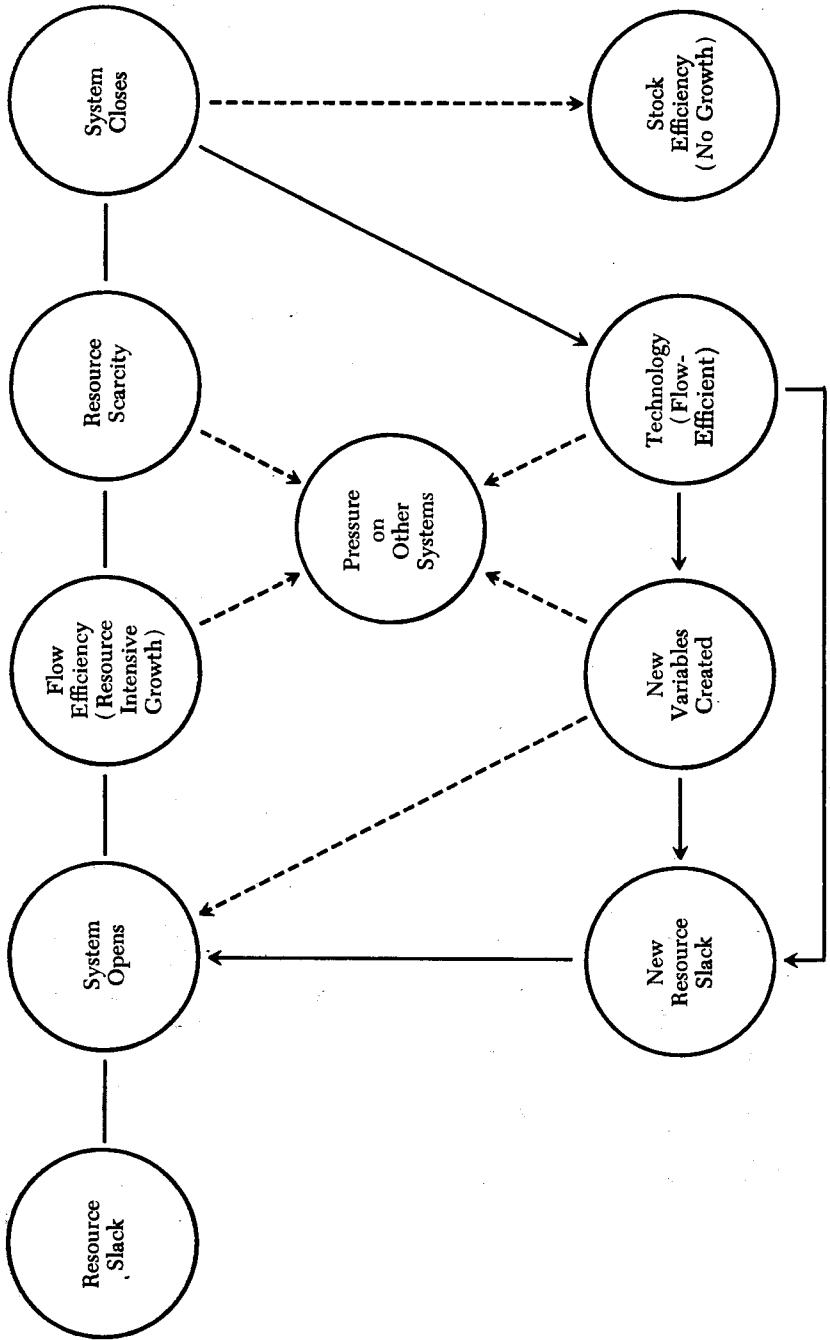 Resource
Slack
System
Opens
Flow
Efficiency
(Resource
Intensive
Growth)
Resource
Scarcity
System
Closes
Pressure
on
Other
Systems
New
Resource
Slack
New
Variables
Created
Technology
(Flow-
Efficient)
Stock
Efficiency
(No Growth)